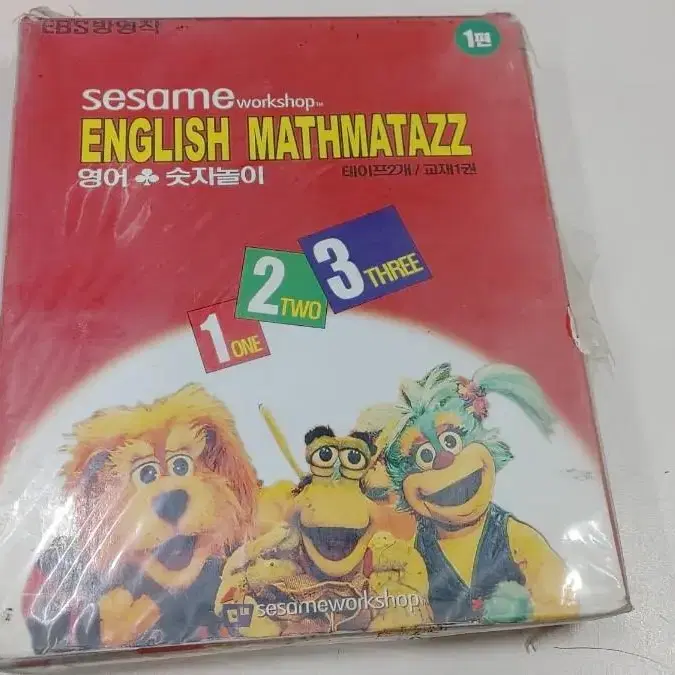 EBS방영작
1편
sesame workshop™
ENGLISH MATHMATAZZ
영어 ♣ 숫자놀이
테이프2개 / 교재1권
1 ONE
2 TWO
3 THREE
sesameworkshop